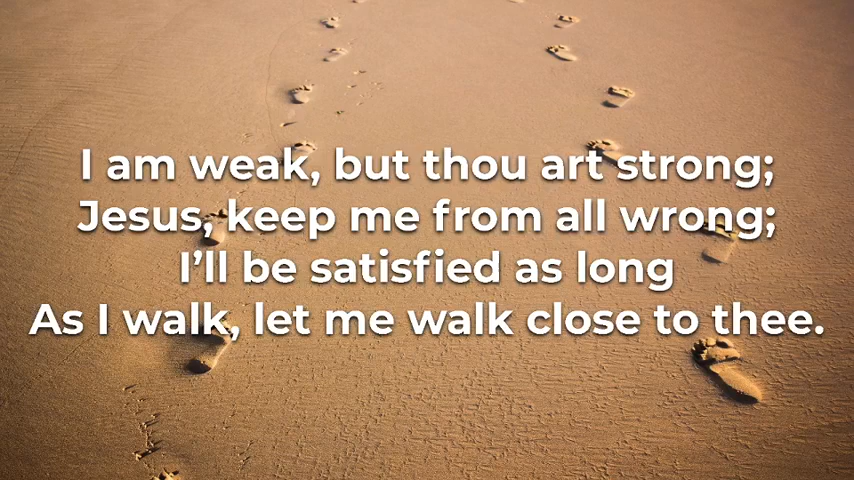 I am weak, but thou art strong;
Jesus, keep me from all wrong;
I’ll be satisfied as long
As I walk, let me walk close to thee.